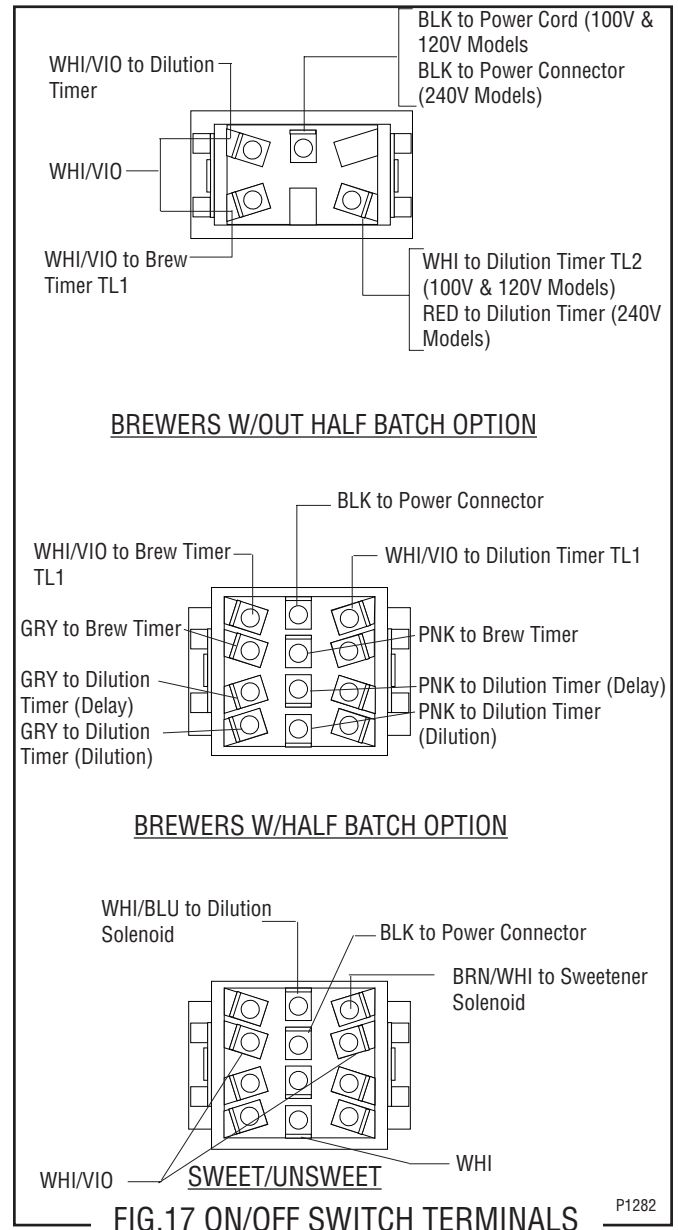 BLK to Power Cord (100V &
120V Models
BLK to Power Connector
(240V Models)
WHI/VIO to Dilution
Timer
WHI/VIO
WHI/VIO to Brew
Timer TL1
WHI to Dilution Timer TL2
(100V & 120V Models)
RED to Dilution Timer (240V
Models)
BREWERS W/OUT HALF BATCH OPTION
BLK to Power Connector
WHI/VIO to Brew Timer
TL1
WHI/VIO to Dilution Timer TL1
GRY to Brew Timer
PNK to Brew Timer
GRY to Dilution
Timer (Delay)
PNK to Dilution Timer (Delay)
GRY to Dilution
Timer (Dilution)
PNK to Dilution Timer
(Dilution)
BREWERS W/HALF BATCH OPTION
WHI/BLU to Dilution
Solenoid
BLK to Power Connector
BRN/WHI to Sweetener
Solenoid
WHI/VIO
WHI
SWEET/UNSWEET
FIG.17 ON/OFF SWITCH TERMINALS
P1282